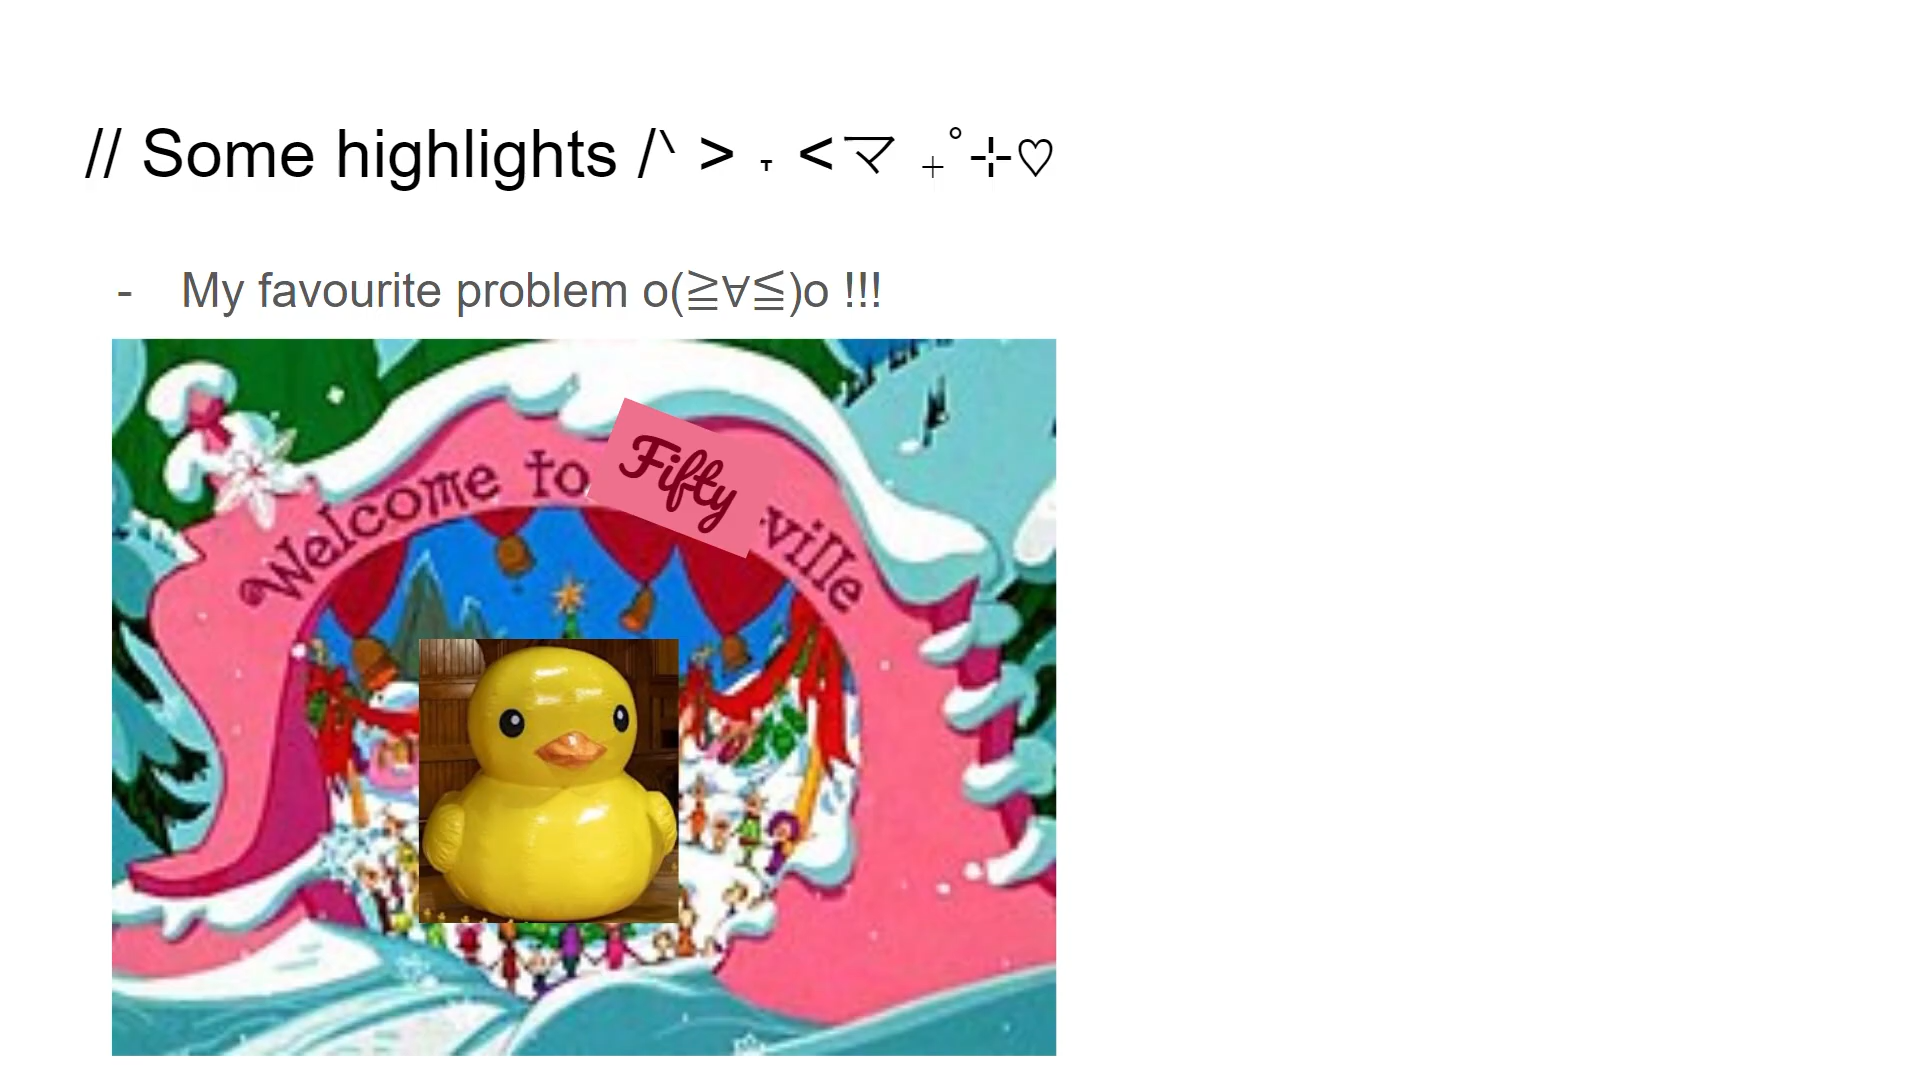 // Some highlights /ˋ > ˕ <マ ₊˚⊹♡
- My favourite problem o(≧∀≦)o !!!
Welcome to Fifty ville